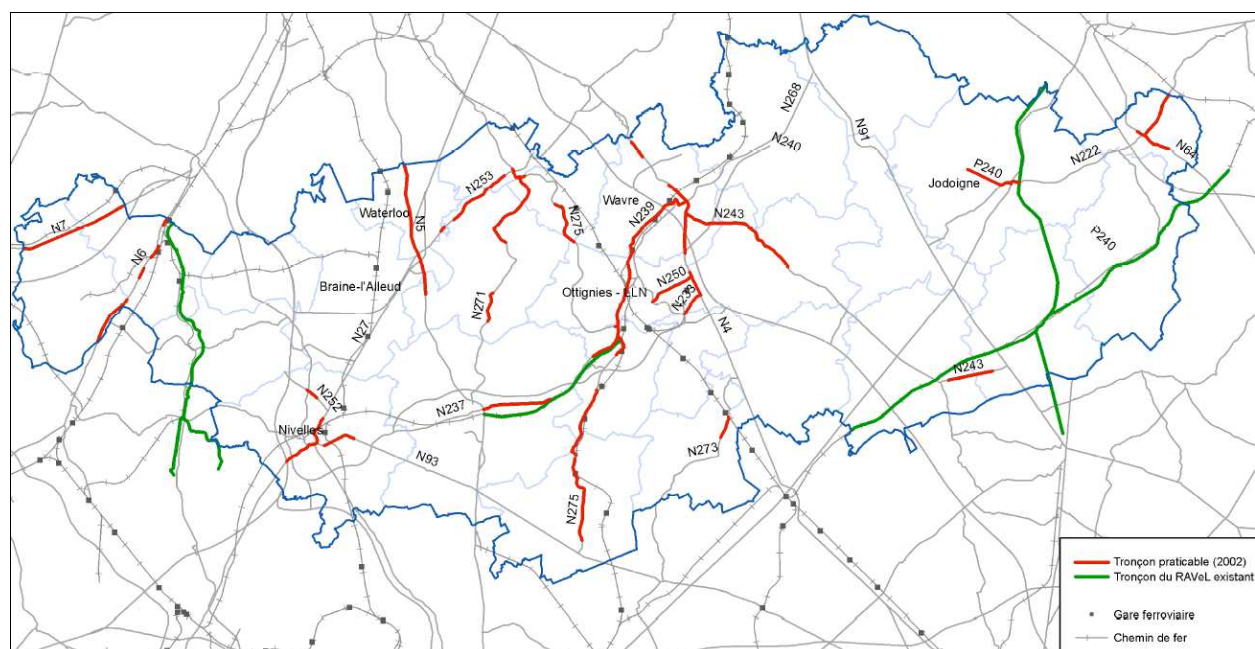 N268
N91
N240
N222
N64
P240
Jodoigne
N253
N7
N6
Waterloo
N5
N275
Wavre
N239
N243
P240
Braine-l'Alleud
N271
Ottignies - LLN
N250
N233
N27
N4
N243
N252
N237
Nivelles
N93
N273
N275
Tronçon praticable (2002)
Tronçon du RAVeL existant
Gare ferroviaire
Chemin de fer